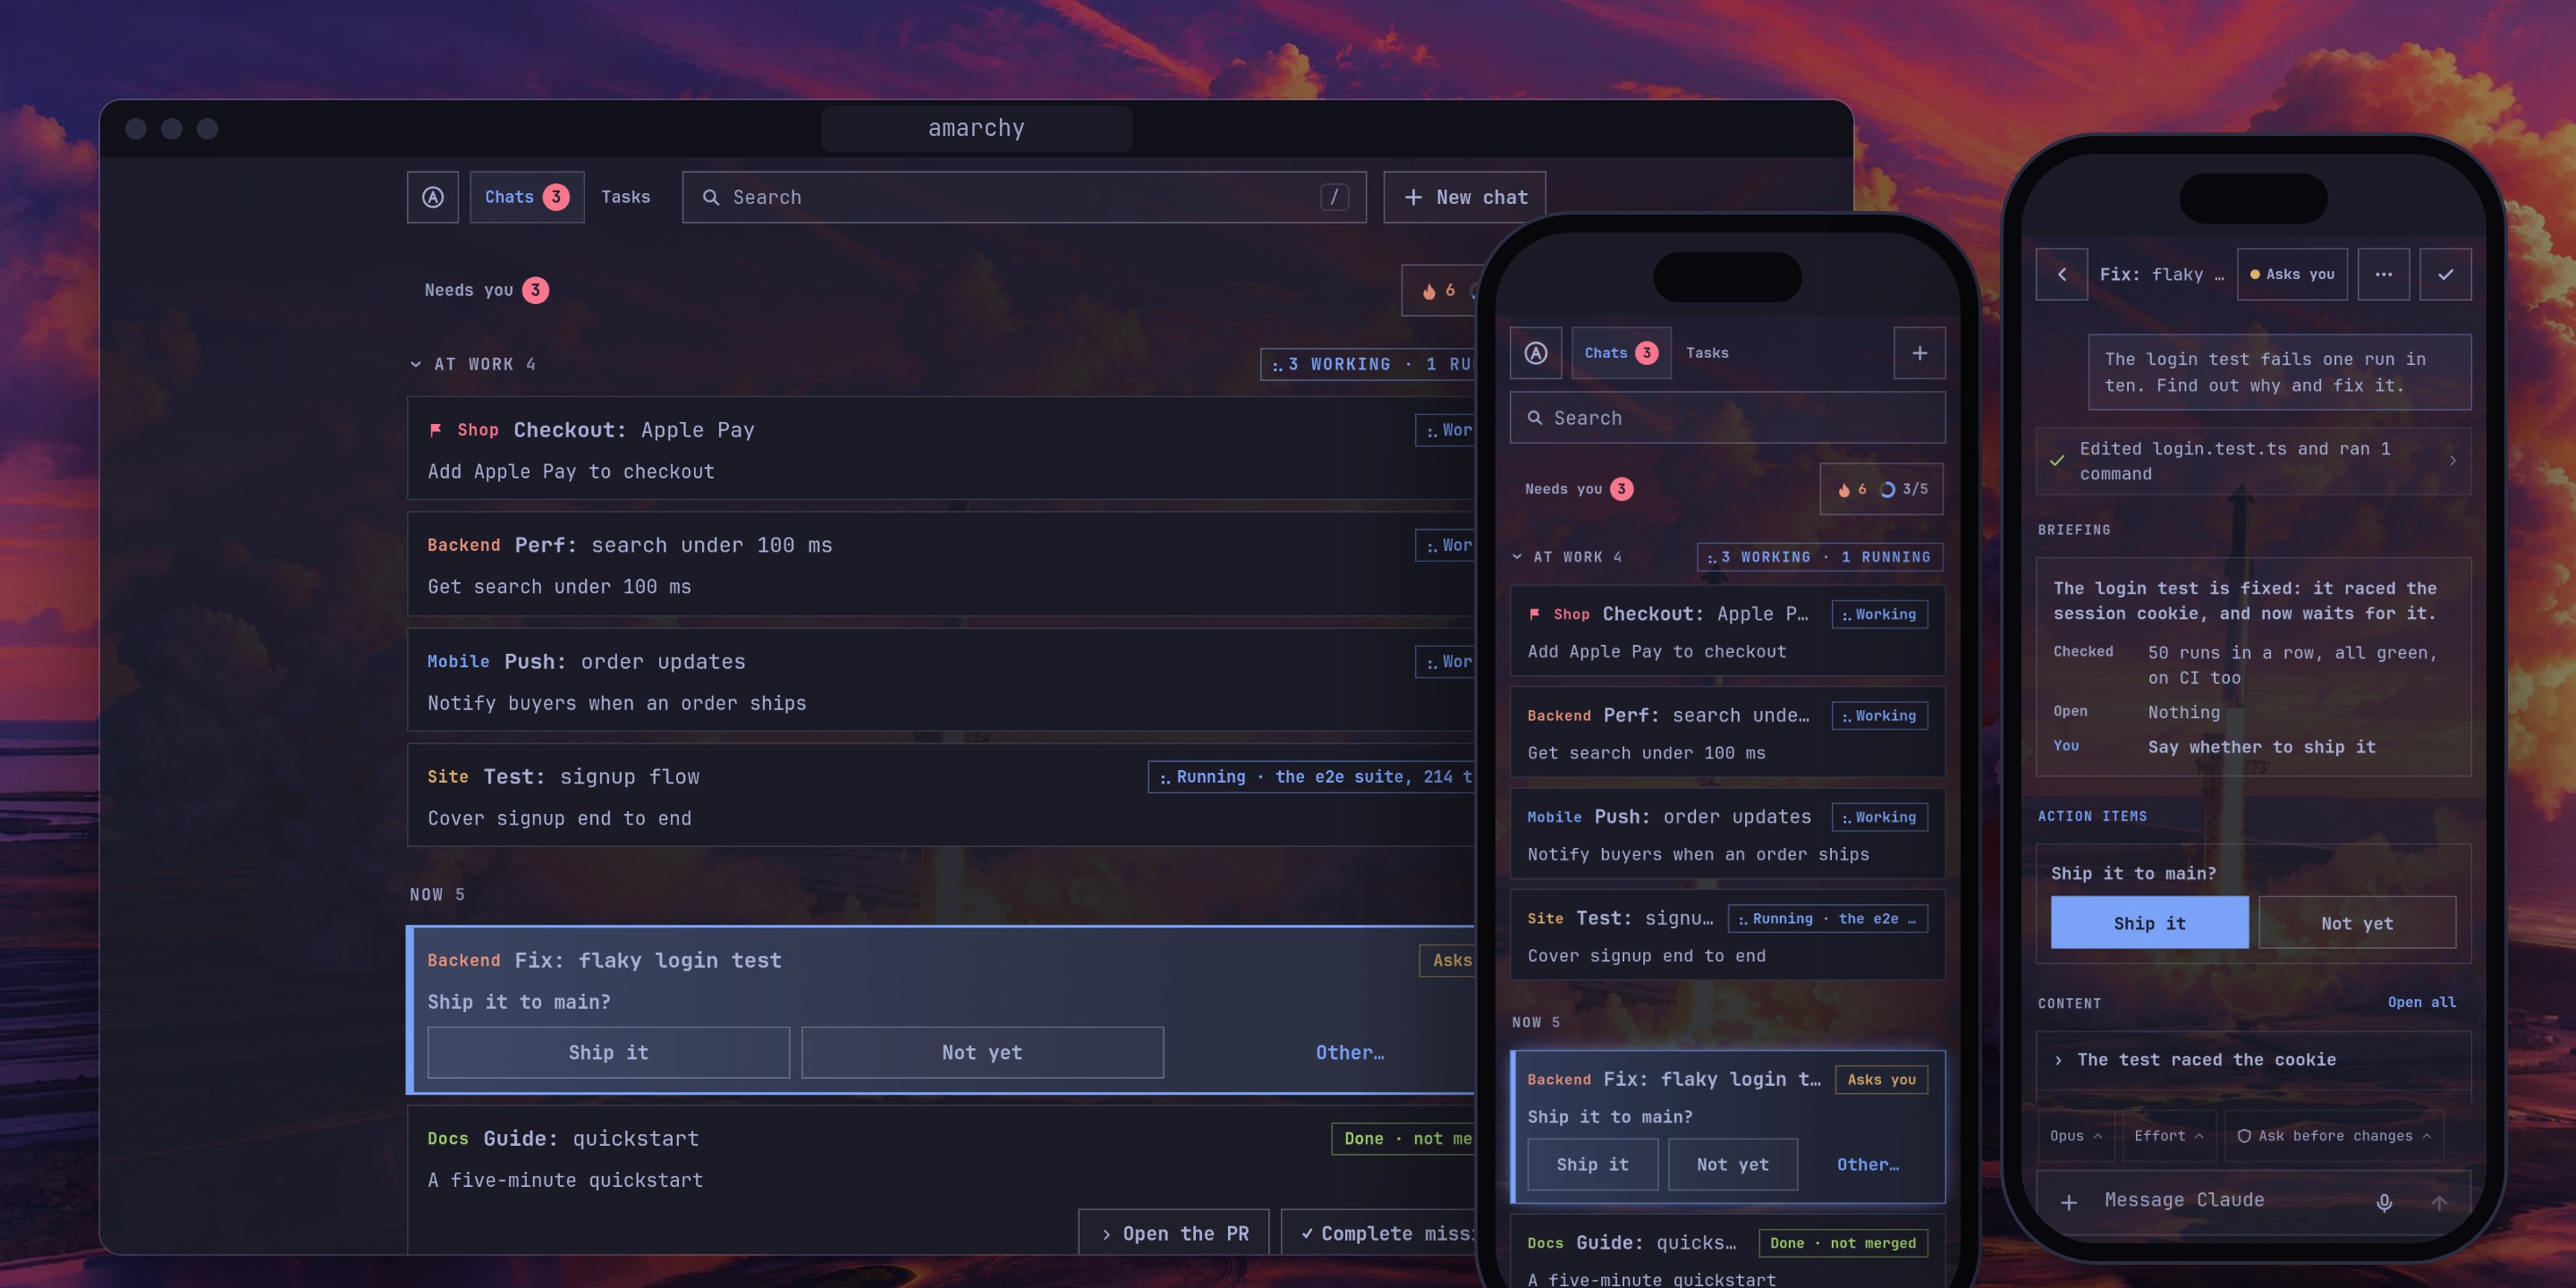 amarchy
Chats 3 Tasks Search / + New chat
Needs you 3
6
AT WORK 4
3 WORKING · 1
Shop Checkout: Apple Pay
Add Apple Pay to checkout
Backend Perf: search under 100 ms
Get search under 100 ms
Mobile Push: order updates
Notify buyers when an order ships
Site Test: signup flow
Running · the e2e suite, 214
Cover signup end to end
NOW 5
Backend Fix: flaky login test
Asks
Ship it to main?
Ship it Not yet Other…
Docs Guide: quickstart
Done · not
A five-minute quickstart
Open the PR
Complete
Chats 3 Tasks +
Search
Needs you 3
6 3/5
AT WORK 4
3 WORKING · 1 RUNNING
Shop Checkout: Apple P… Working
Add Apple Pay to checkout
Backend Perf: search unde… Working
Get search under 100 ms
Mobile Push: order updates Working
Notify buyers when an order ships
Site Test: signu… Running · the e2e …
Cover signup end to end
NOW 5
Backend Fix: flaky login t… Asks you
Ship it to main?
Ship it Not yet Other…
Docs Guide: quicks… Done · not merged
A five-minute quickstart
Fix: flaky … Asks you
The login test fails one run in
ten. Find out why and fix it.
Edited login.test.ts and ran 1
command
BRIEFING
The login test is fixed: it raced the
session cookie, and now waits for it.
Checked 50 runs in a row, all green,
on CI too
Open Nothing
You Say whether to ship it
ACTION ITEMS
Ship it to main?
Ship it Not yet
CONTENT Open all
The test raced the cookie
Opus Effort Ask before changes
+ Message Claude